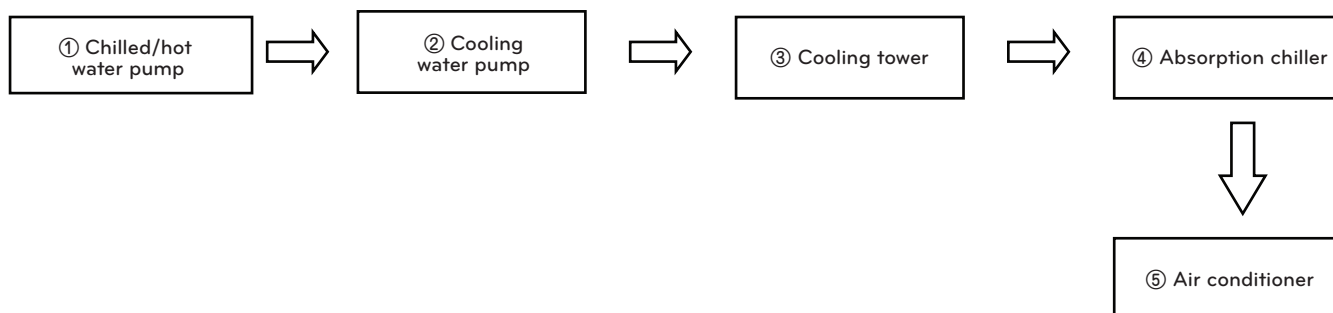 ① Chilled/hot
water pump
② Cooling
water pump
③ Cooling tower
④ Absorption chiller
⑤ Air conditioner